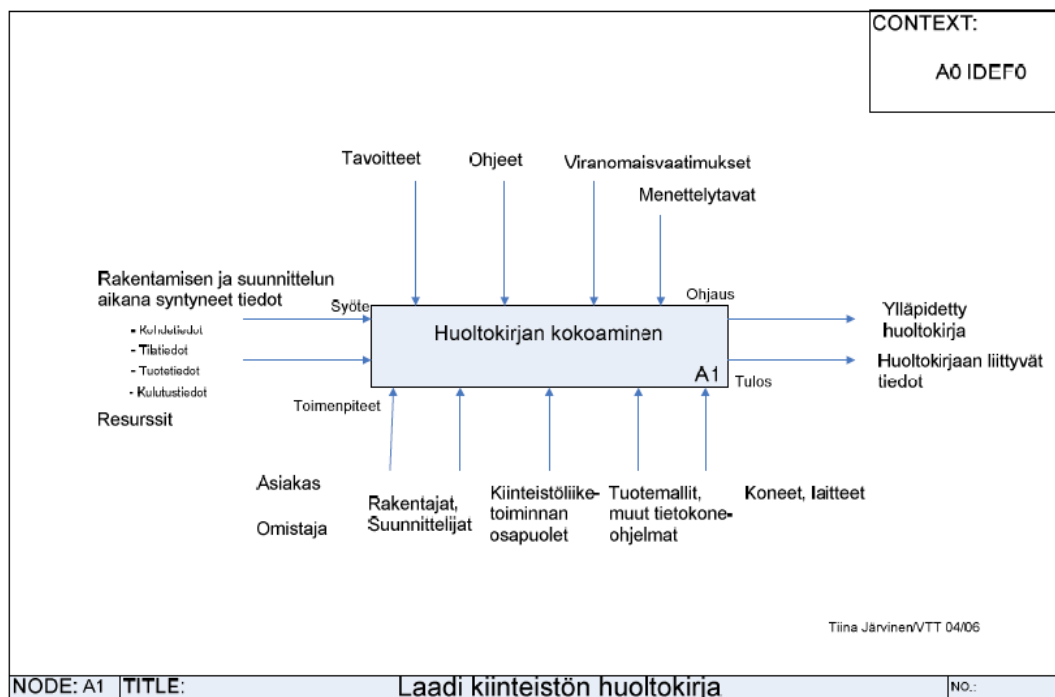 CONTEXT:
A0 IDEF0
Tavoitteet
Ohjeet
Viranomaisvaatimukset
Menettelytavat
Rakentamisen ja suunnittelun
aikana syntyneet tiedot
Syöte
Ohjaus
- Kohdetiedot
- Tilatiedot
- Tuotetiedot
- Kulutustiedot
Resurssit
Huoltokirjan kokoaminen
A1
Ylläpidetty
huoltokirja
Huoltokirjaan liittyvät
tiedot
Tulos
Toimenpiteet
Asiakas
Omistaja
Rakentajat,
Suunnittelijat
Kiinteistöliike-
toiminnan
osapuolet
Tuotemallit,
muut tietokone-
ohjelmat
Koneet, laitteet
Tiina Järvinen/VTT 04/06
NODE: A1 TITLE: Laadi kiinteistön huoltokirja NO.: